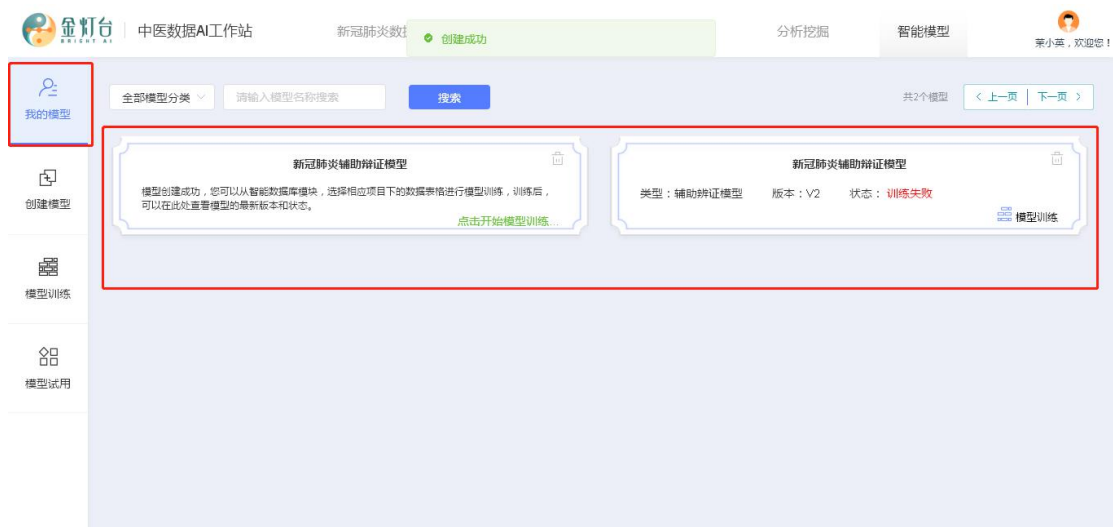 金灯台
BRIGHT AI
中医数据AI工作站
新冠肺炎数据
创建成功
分析挖掘
智能模型
茉小英,欢迎您!
我的模型
全部模型分类
请输入模型名称搜索
搜索
共2个模型
上一页
下一页
新冠肺炎辅助辩证模型
模型创建成功,您可以从智能数据库模块,选择相应项目下的数据表格进行模型训练,训练后,
可以在此处查看模型的最新版本和状态。
点击开始模型训练...
新冠肺炎辅助辩证模型
类型:辅助辨证模型 版本:V2 状态:训练失败
模型训练
创建模型
模型训练
模型试用